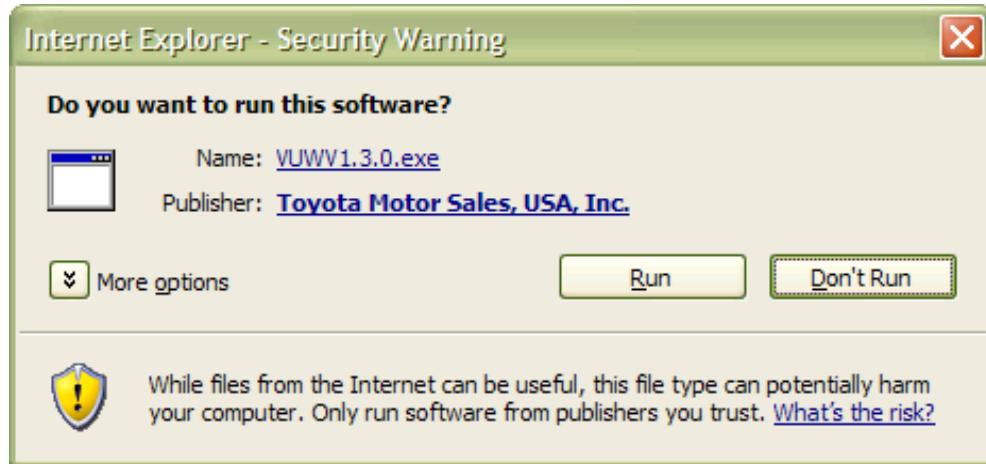 Internet Explorer - Security Warning
Do you want to run this software?
Name: VUWV1.3.0.exe
Publisher: Toyota Motor Sales, USA, Inc.
More options
Run
Don't Run
While files from the Internet can be useful, this file type can potentially harm
your computer. Only run software from publishers you trust. What's the risk?